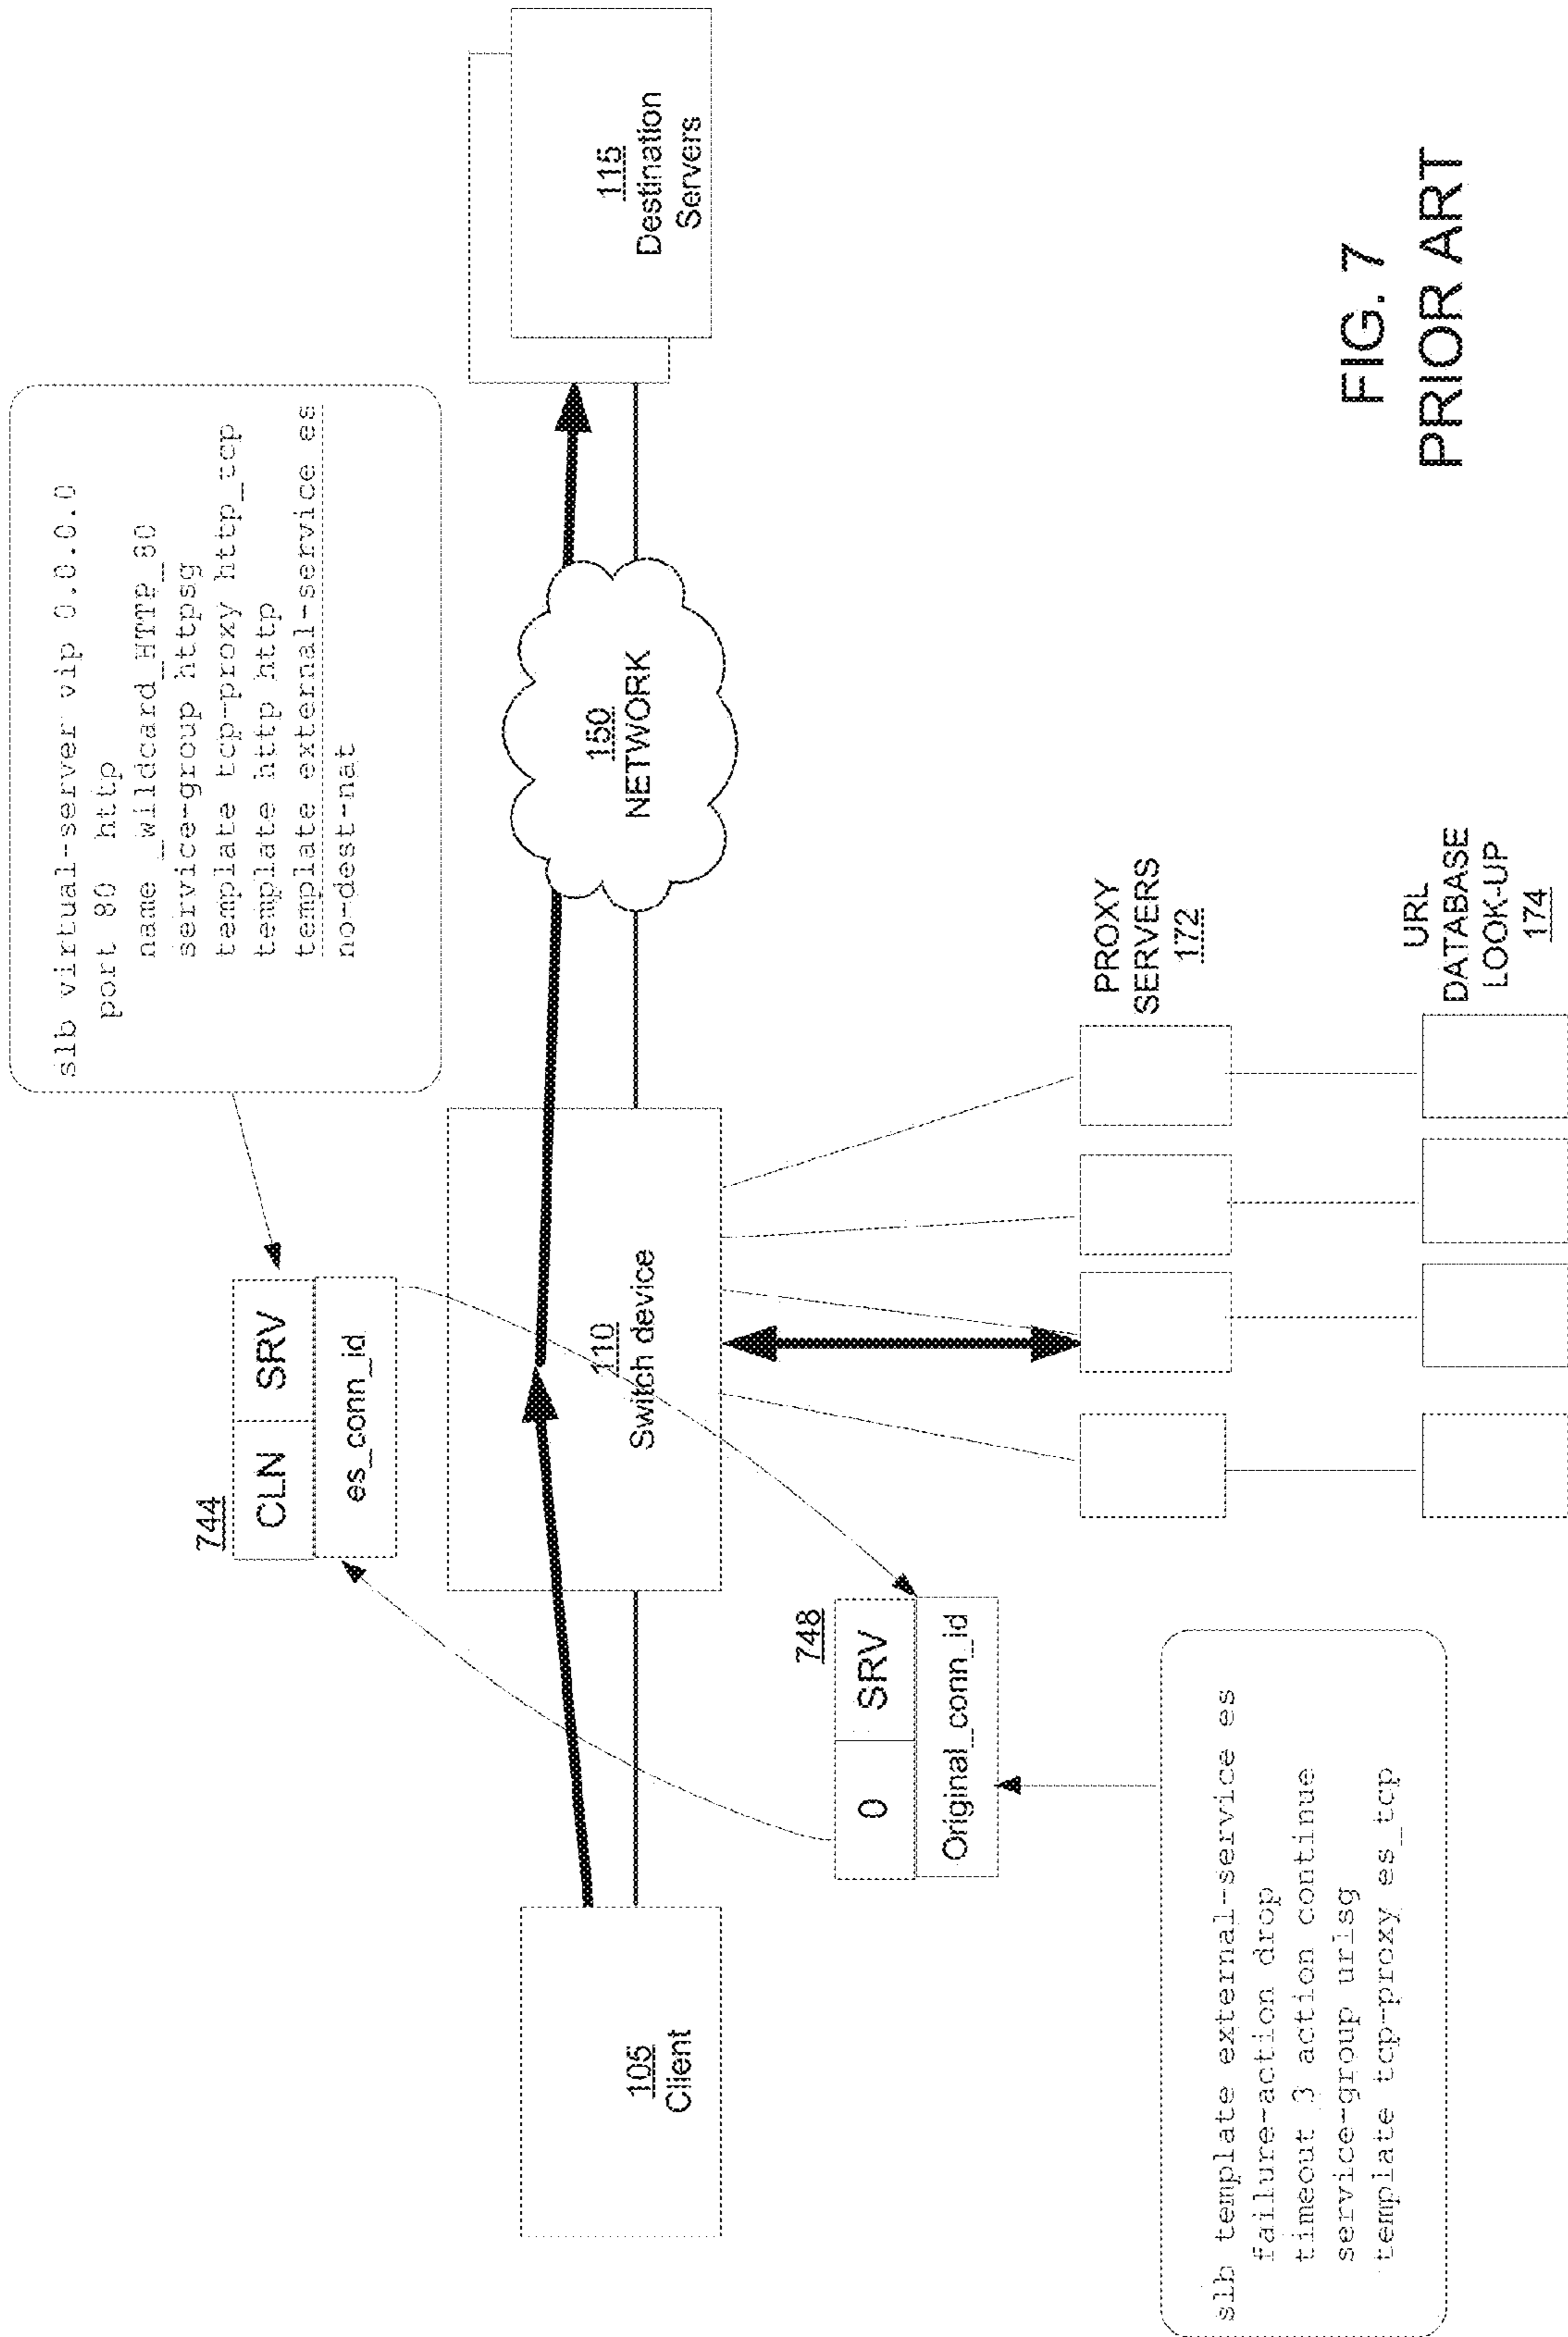 slb virtual-server vip 0.0.0.0
port 80 http
name _wildcard_HTTP_80
service-group httpsg
template tcp-proxy http_tcp
template http http
template external-service es
no-dest-nat
744
CLN SRV
es_conn_id
105
Client
110
Switch device
150
NETWORK
115
Destination
Servers
748
0 SRV
Original_conn_id
slb template external-service es
failure-action drop
timeout 3 action continue
service-group urlsg
template tcp-proxy es_tcp
PROXY
SERVERS
172
URL
DATABASE
LOOK-UP
174
FIG. 7
PRIOR ART